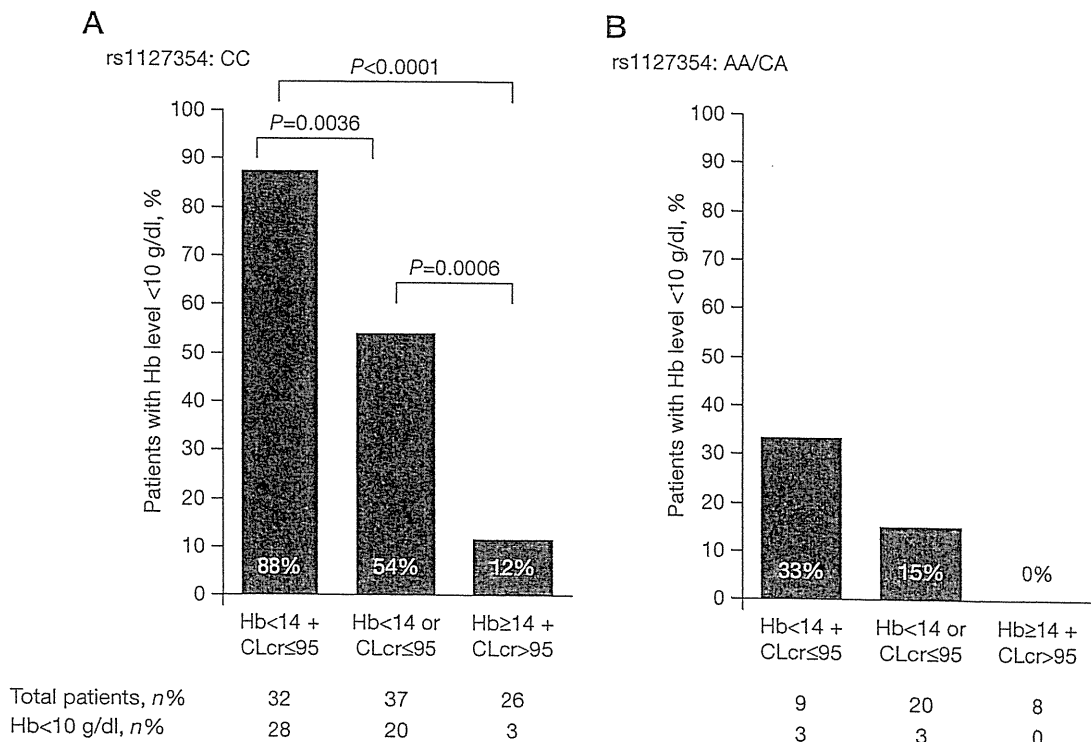 A
rs1127354: CC
P<0.0001
P=0.0036
P=0.0006
Patients with Hb level <10 g/dl, %
100
90
80
70
60
50
40
30
20
10
0
88%
54%
12%
Hb<14 + CLcr≤95
Hb<14 or CLcr≤95
Hb≥14 + CLcr>95
B
rs1127354: AA/CA
Patients with Hb level <10 g/dl, %
100
90
80
70
60
50
40
30
20
10
0
33%
15%
0%
Hb<14 + CLcr≤95
Hb<14 or CLcr≤95
Hb≥14 + CLcr>95
Total patients, n% 32 37 26 9 20 8
Hb<10 g/dl, n% 28 20 3 3 3 0